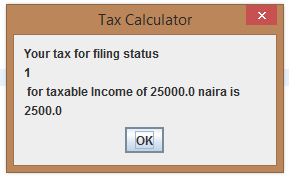 Tax Calculator
Your tax for filing status
1
for taxable Income of 25000.0 naira is
2500.0
OK